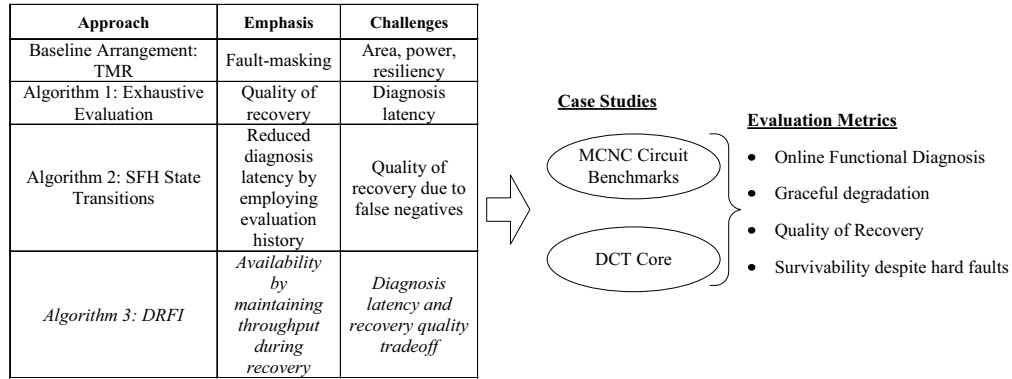 Approach
Emphasis
Challenges
Baseline Arrangement:
TMR
Fault-masking
Area, power,
resiliency
Algorithm 1: Exhaustive
Evaluation
Quality of
recovery
Diagnosis
latency
Algorithm 2: SFH State
Transitions
Reduced
diagnosis
latency by
employing
evaluation
history
Quality of
recovery due to
false negatives
Algorithm 3: DRFI
Availability
by
maintaining
throughput
during
recovery
Diagnosis
latency and
recovery quality
tradeoff
Case Studies
MCNC Circuit
Benchmarks
DCT Core
Evaluation Metrics
• Online Functional Diagnosis
• Graceful degradation
• Quality of Recovery
• Survivability despite hard faults